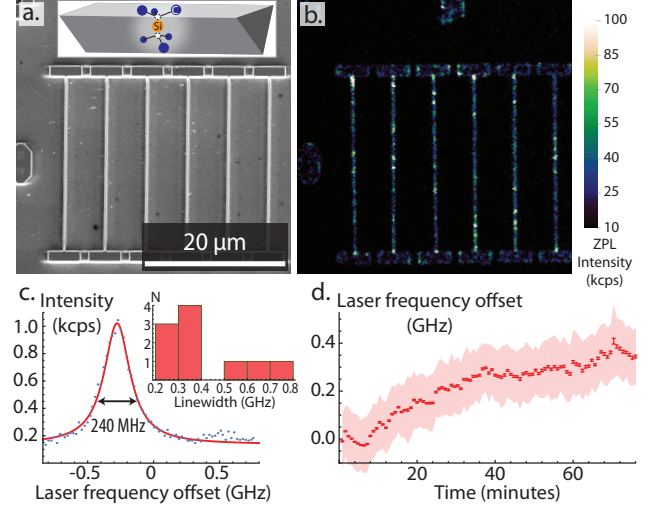 a.
Si
20 µm
b.
100
85
70
55
40
25
10
ZPL
Intensity
(kcps)
c.
Intensity
(kcps)
1.0
0.8
0.6
0.4
0.2
240 MHz
-0.5
0
0.5
Laser frequency offset (GHz)
N
4
3
1
0.2 0.3 0.4 0.5 0.6 0.7 0.8
Linewidth (GHz)
d.
Laser frequency offset
(GHz)
0.4
0.2
0.0
0
20
40
60
Time (minutes)